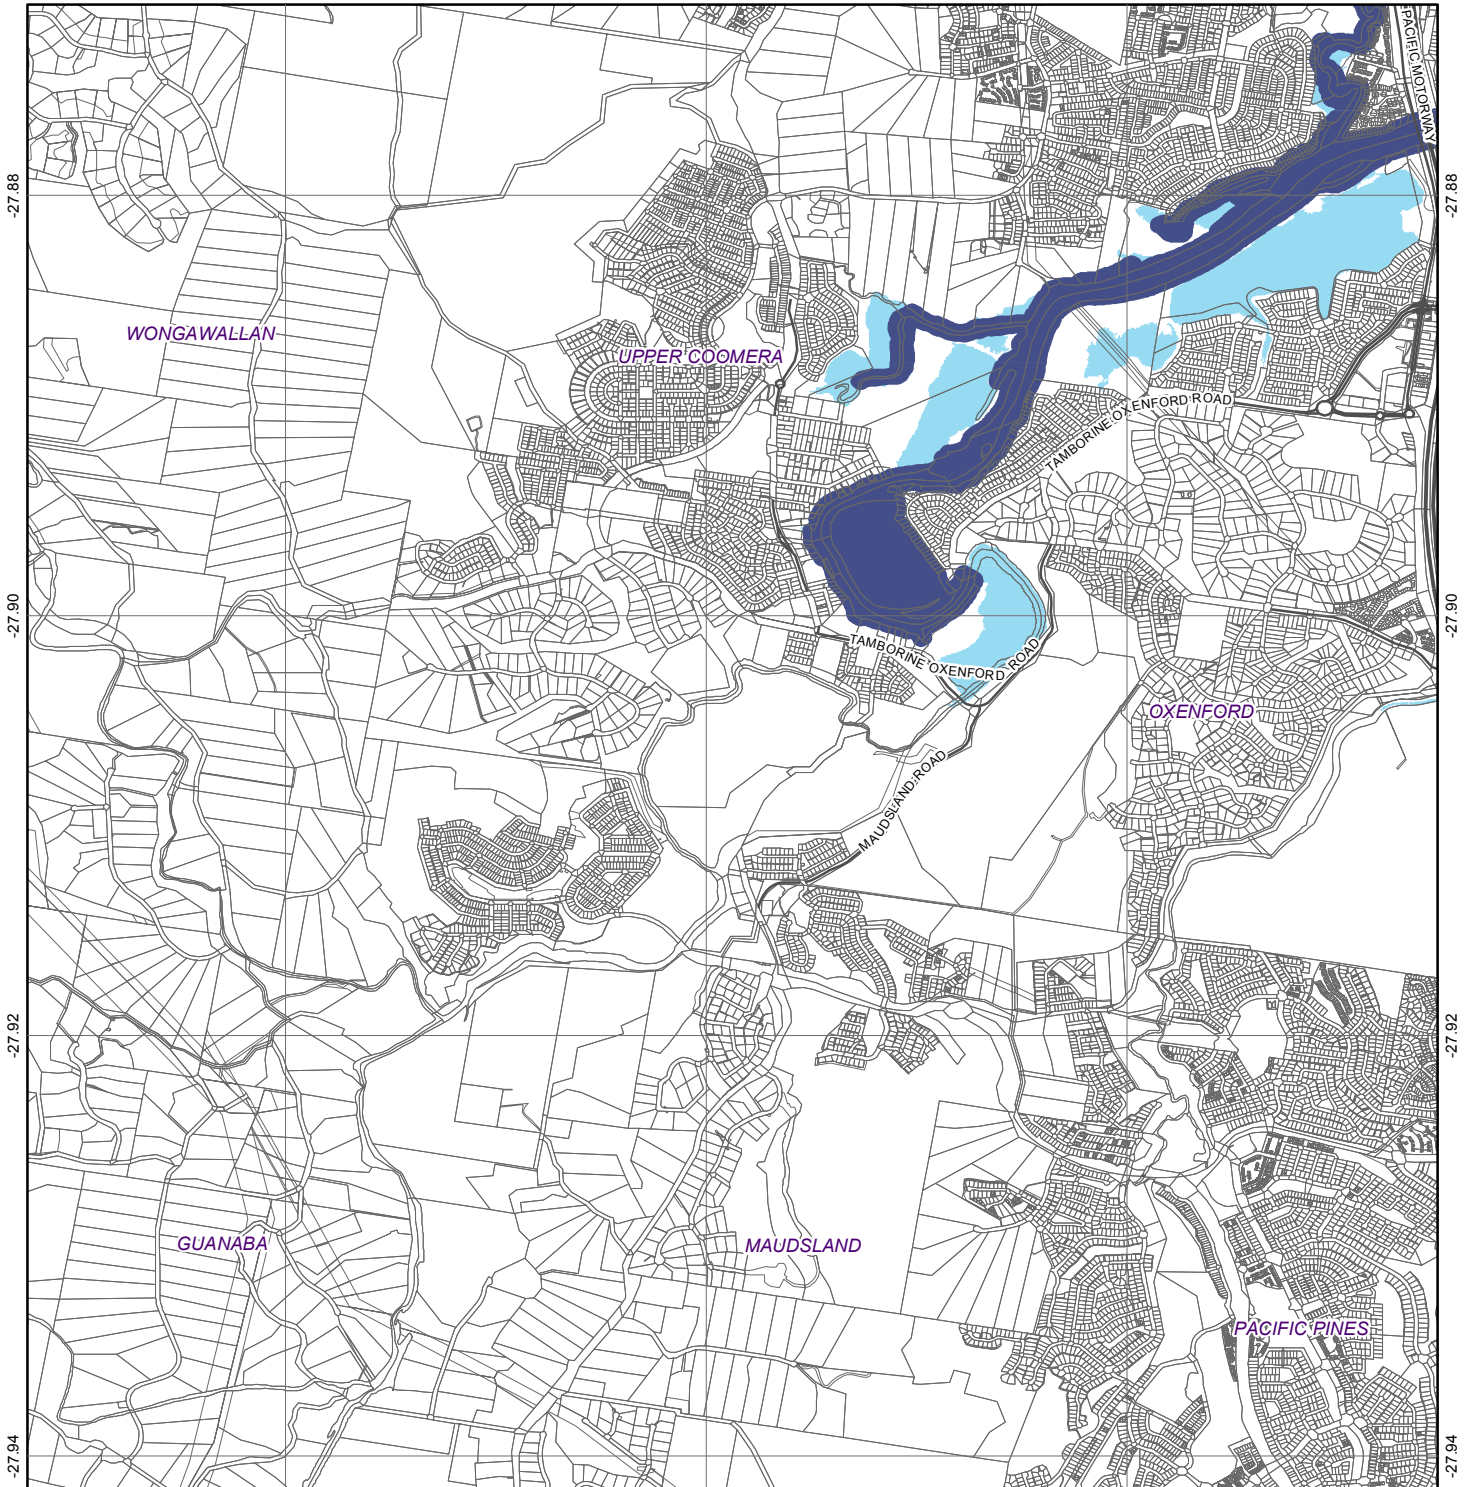 PACIFIC MOTORWAY
-27.88
-27.88
WONGAWALLAN
UPPER COOMERA
TAMBORINE OXENFORD ROAD
-27.90
-27.90
TAMBORINE OXENFORD ROAD
OXENFORD
MAUDSLAND ROAD
-27.92
-27.92
GUANABA
MAUDSLAND
PACIFIC PINES
-27.94
-27.94